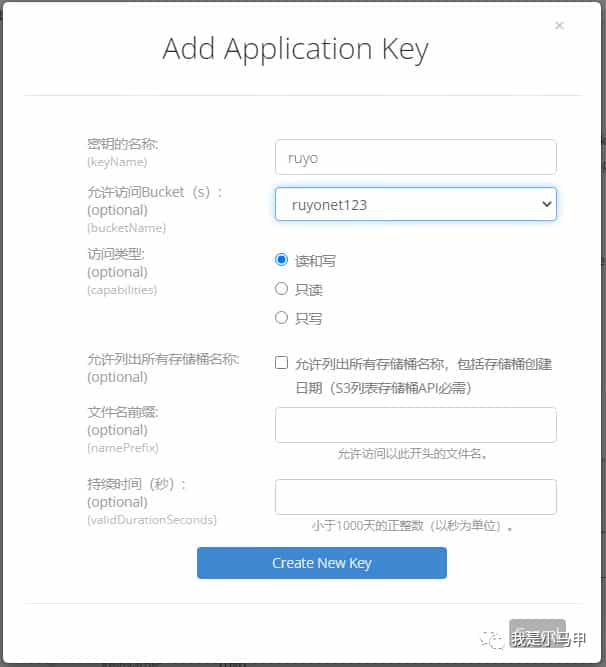 ×
Add Application Key
密钥的名称:
(keyName)
ruyo
允许访问Bucket（s）:
(optional)
(bucketName)
ruyonet123
访问类型:
(optional)
(capabilities)
读和写
只读
只写
允许列出所有存储桶名称:
(optional)
允许列出所有存储桶名称，包括存储桶创建
日期（S3列表存储桶API必需）
文件名前缀:
(optional)
(namePrefix)
允许访问以此开头的文件名。
持续时间（秒）:
(optional)
(validDurationSeconds)
小于1000天的正整数（以秒为单位）。
Create New Key
我是小马甲